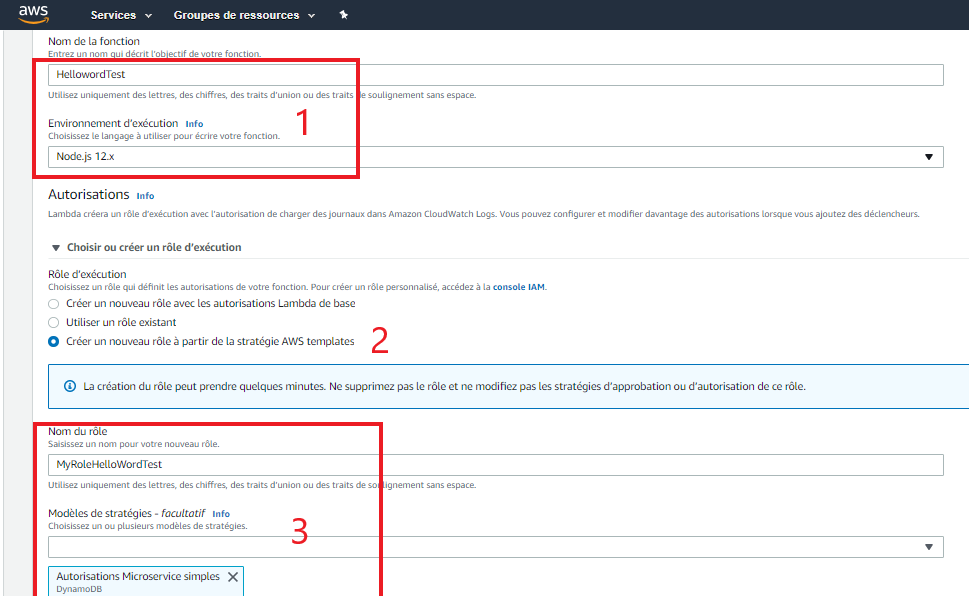 aws
Services
Groupes de ressources
Nom de la fonction
Entrez un nom qui décrit l'objectif de votre fonction.
HellowordTest
Utilisez uniquement des lettres, des chiffres, des traits d'union ou des traits de soulignement sans espace.
1
Environnement d'exécution Info
Choisissez le langage à utiliser pour écrire votre fonction.
Node.js 12.x
Autorisations Info
Lambda créera un rôle d'exécution avec l'autorisation de charger des journaux dans Amazon CloudWatch Logs. Vous pouvez configurer et modifier davantage des autorisations lorsque vous ajoutez des déclencheurs.
Choisir ou créer un rôle d'exécution
Rôle d'exécution
Choisissez un rôle qui définit les autorisations de votre fonction. Pour créer un rôle personnalisé, accédez à la console IAM.
Créer un nouveau rôle avec les autorisations Lambda de base
Utiliser un rôle existant
Créer un nouveau rôle à partir de la stratégie AWS templates
2
La création du rôle peut prendre quelques minutes. Ne supprimez pas le rôle et ne modifiez pas les stratégies d'approbation ou d'autorisation de ce rôle.
Nom du rôle
Saisissez un nom pour votre nouveau rôle.
MyRoleHelloWordTest
Utilisez uniquement des lettres, des chiffres, des traits d'union ou des traits de soulignement sans espace.
Modèles de stratégies - facultatif Info
Choisissez un ou plusieurs modèles de stratégies.
3
Autorisations Microservice simples
DynamoDB